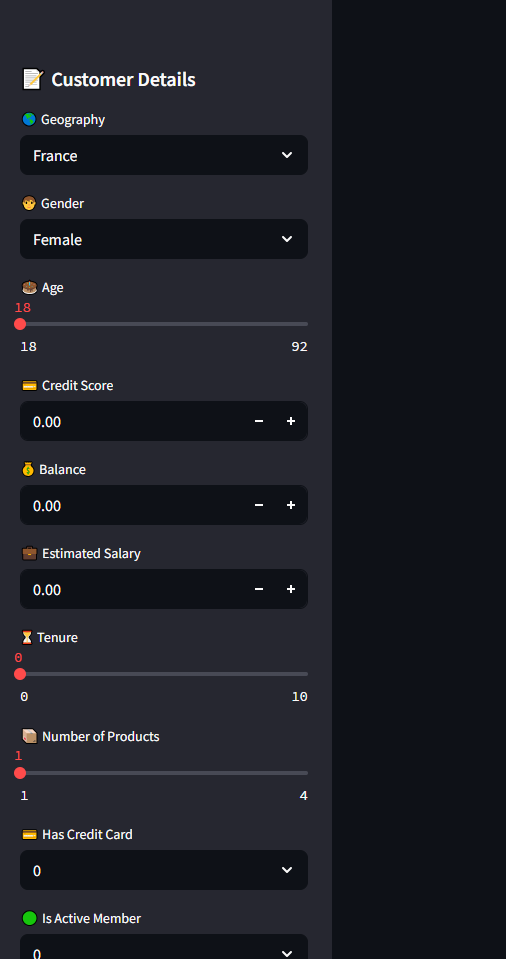 Customer Details
Geography
France
Gender
Female
Age
18
18 92
Credit Score
0.00
Balance
0.00
Estimated Salary
0.00
Tenure
0
0 10
Number of Products
1
1 4
Has Credit Card
0
Is Active Member
0